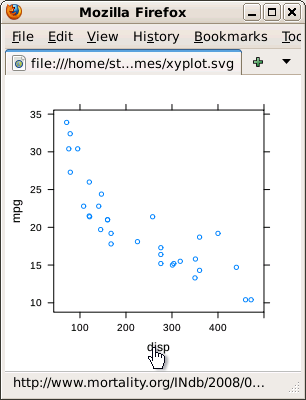 Mozilla Firefox
File Edit View History Bookmarks Too
file:///home/st...mes/xyplot.svg
35
30
25
20
15
10
mpg
100 200 300 400
disp
http://www.mortality.org/INdb/2008/0...